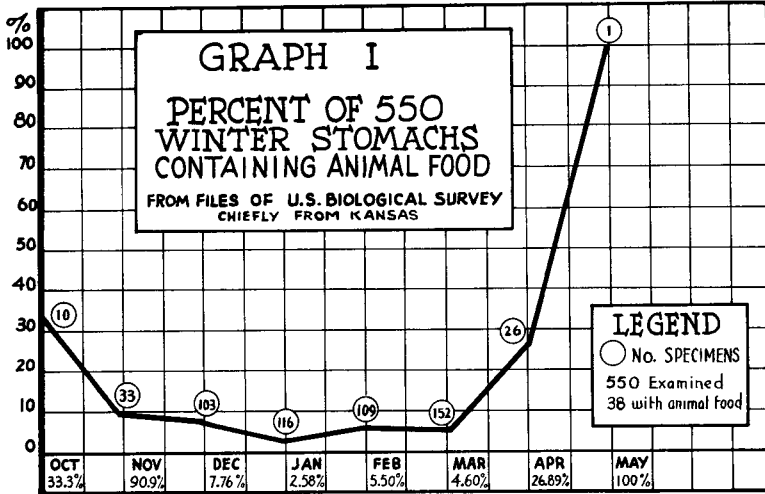 %
GRAPH I
PERCENT OF 550
WINTER STOMACHS
CONTAINING ANIMAL FOOD
FROM FILES OF U.S. BIOLOGICAL SURVEY
CHIEFLY FROM KANSAS
100
90
80
70
60
50
40
30
20
10
0
10
33
103
116
109
152
26
1
LEGEND
No. SPECIMENS
550 Examined
38 with animal food
OCT NOV DEC JAN FEB MAR APR MAY
33.3% 90.9% 7.76% 2.58% 5.50% 4.60% 26.89% 100%